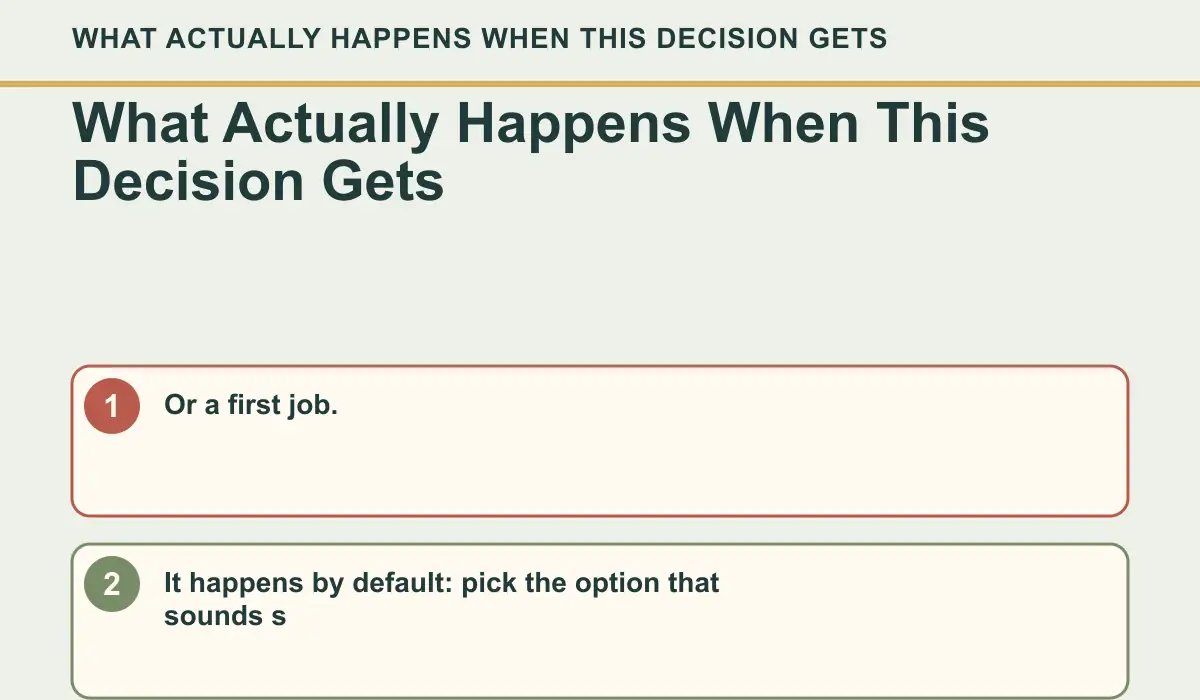 WHAT ACTUALLY HAPPENS WHEN THIS DECISION GETS
What Actually Happens When This
Decision Gets
1
Or a first job.
2
It happens by default: pick the option that
sounds s